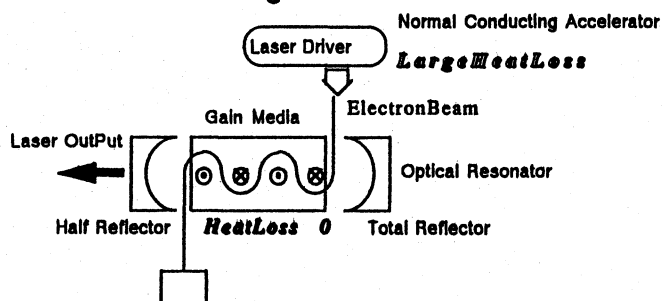 Normal Conducting Accelerator
Laser Driver
LargeHeatLoss
ElectronBeam
Gain Media
Laser OutPut
Optical Resonator
Half Reflector
HeatLoss 0
Total Reflector